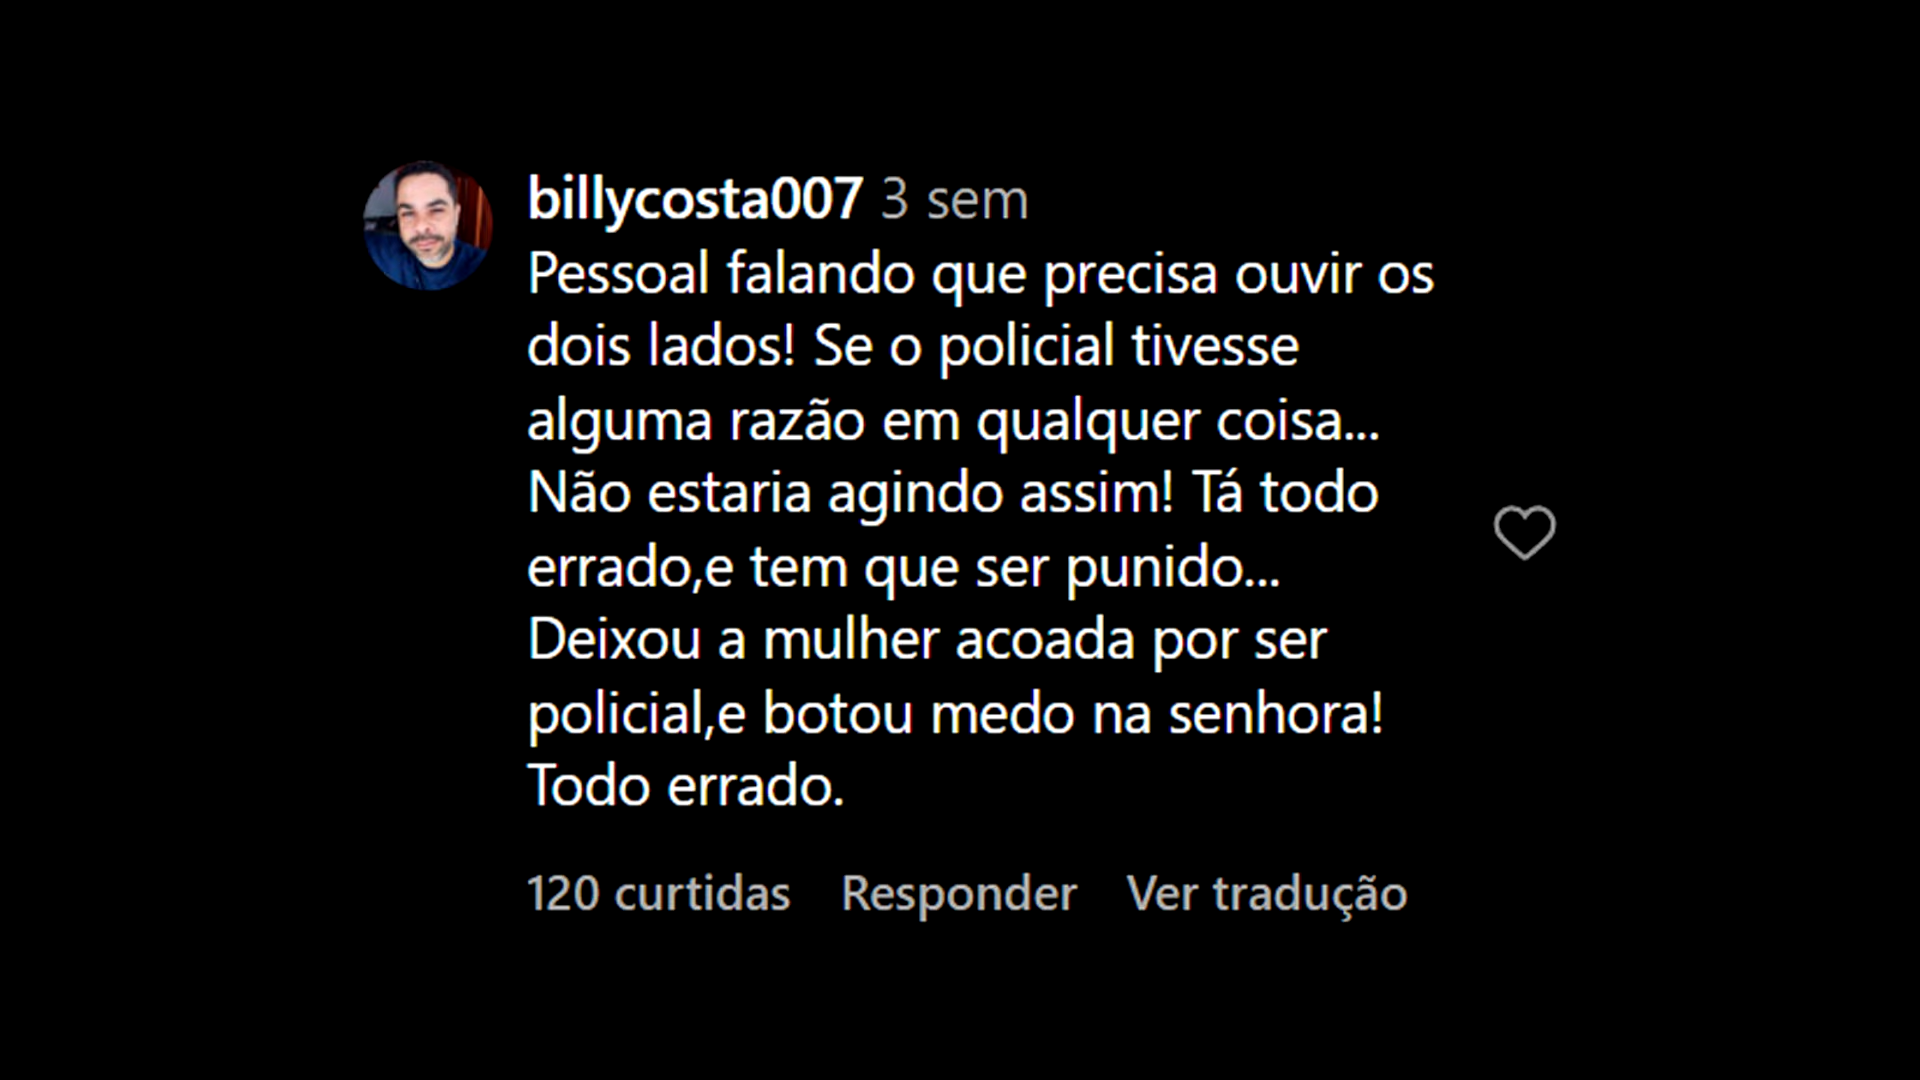 billycosta007 3 sem
Pessoal falando que precisa ouvir os
dois lados! Se o policial tivesse
alguma razão em qualquer coisa...
Não estaria agindo assim! Tá todo
errado,e tem que ser punido...
Deixou a mulher acoada por ser
policial,e botou medo na senhora!
Todo errado.
120 curtidas Responder Ver tradução